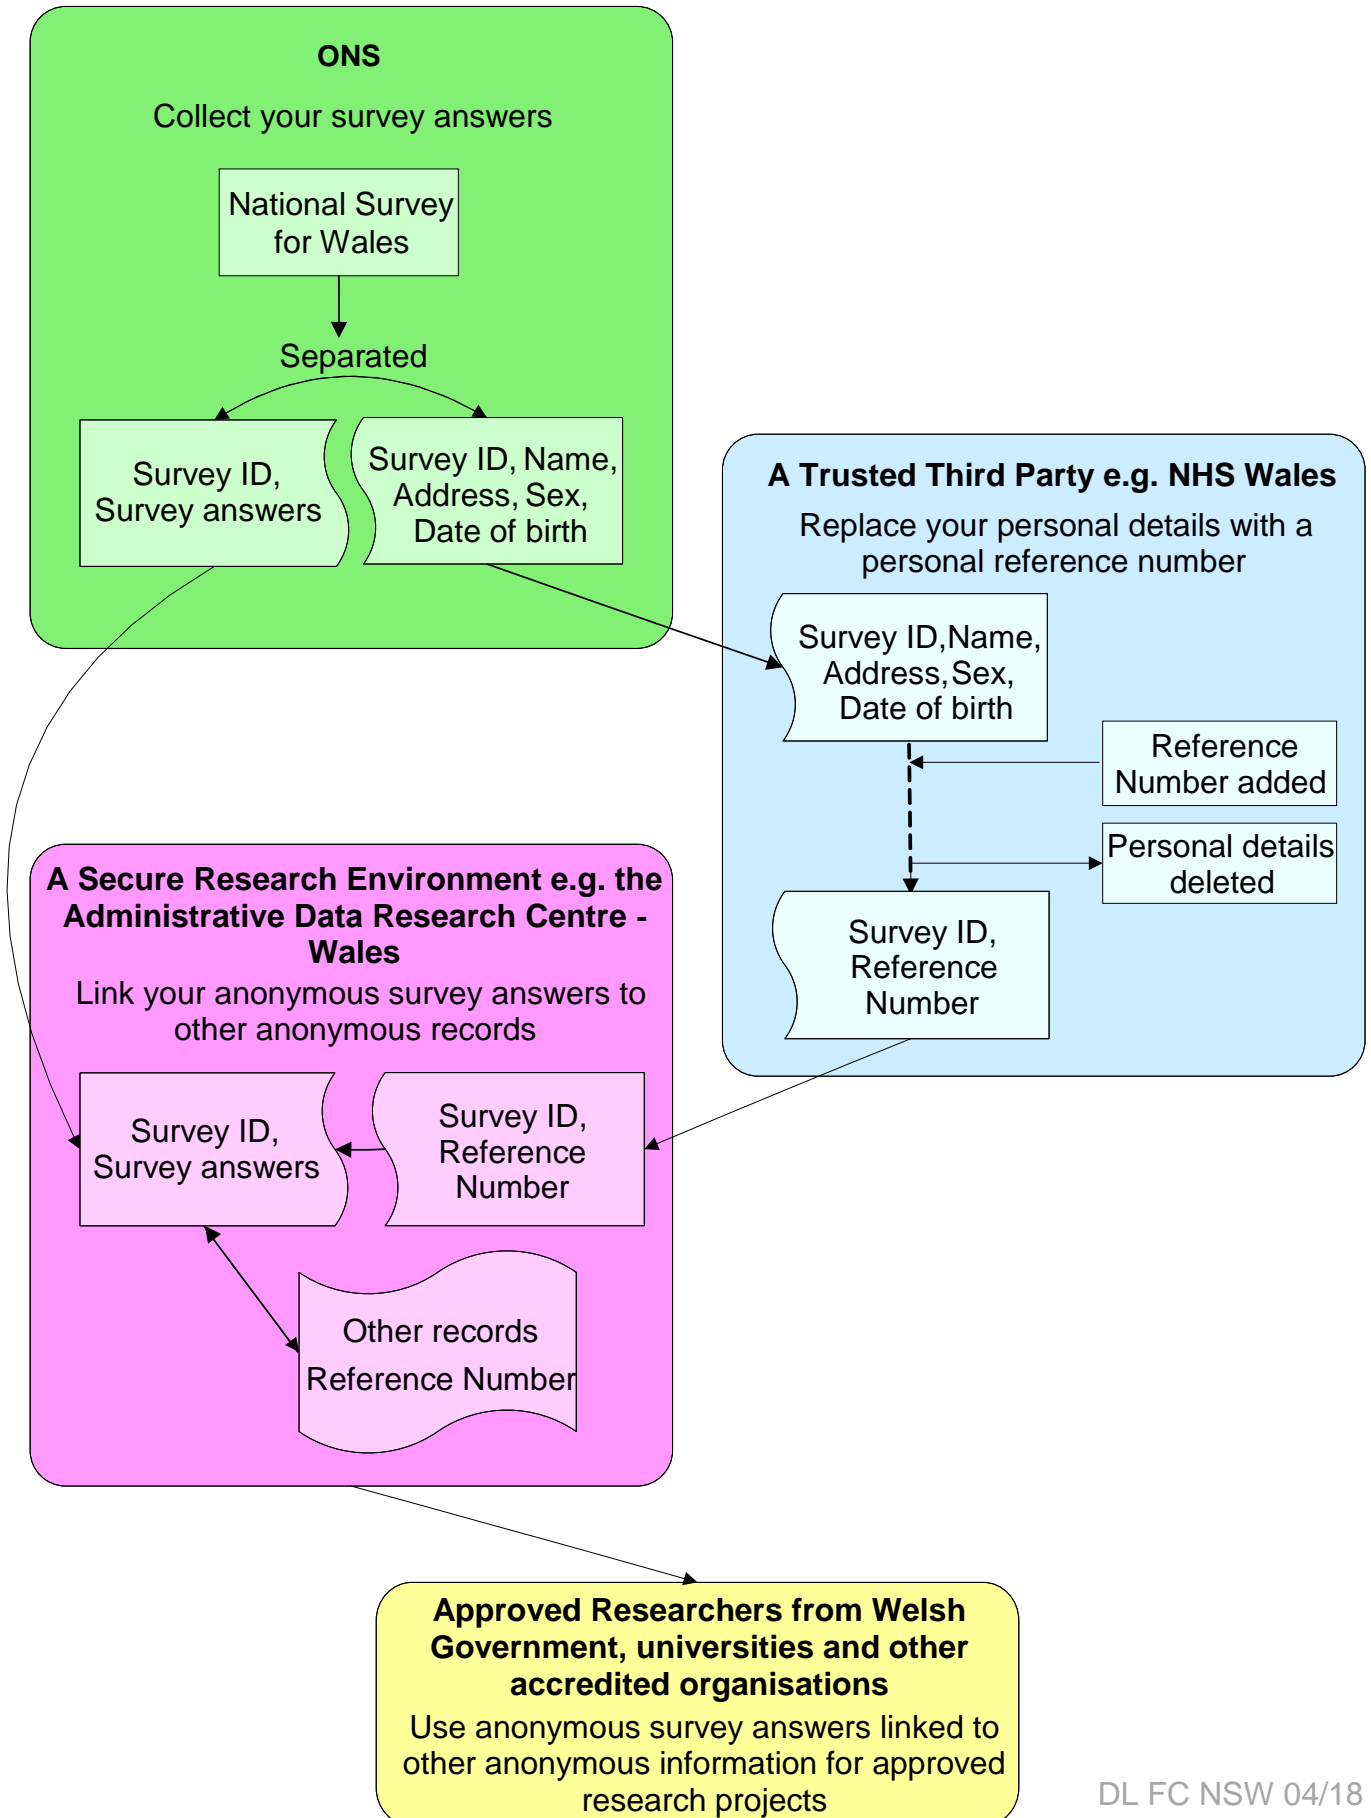 ONS
Collect your survey answers
National Survey
for Wales
Separated
Survey ID,
Survey answers
Survey ID, Name,
Address, Sex,
Date of birth
A Trusted Third Party e.g. NHS Wales
Replace your personal details with a
personal reference number
Survey ID,Name,
Address,Sex,
Date of birth
Reference
Number added
Personal details
deleted
Survey ID,
Reference
Number
A Secure Research Environment e.g. the
Administrative Data Research Centre -
Wales
Link your anonymous survey answers to
other anonymous records
Survey ID,
Survey answers
Survey ID,
Reference
Number
Other records
Reference Number
Approved Researchers from Welsh
Government, universities and other
accredited organisations
Use anonymous survey answers linked to
other anonymous information for approved
research projects
DL FC NSW 04/18